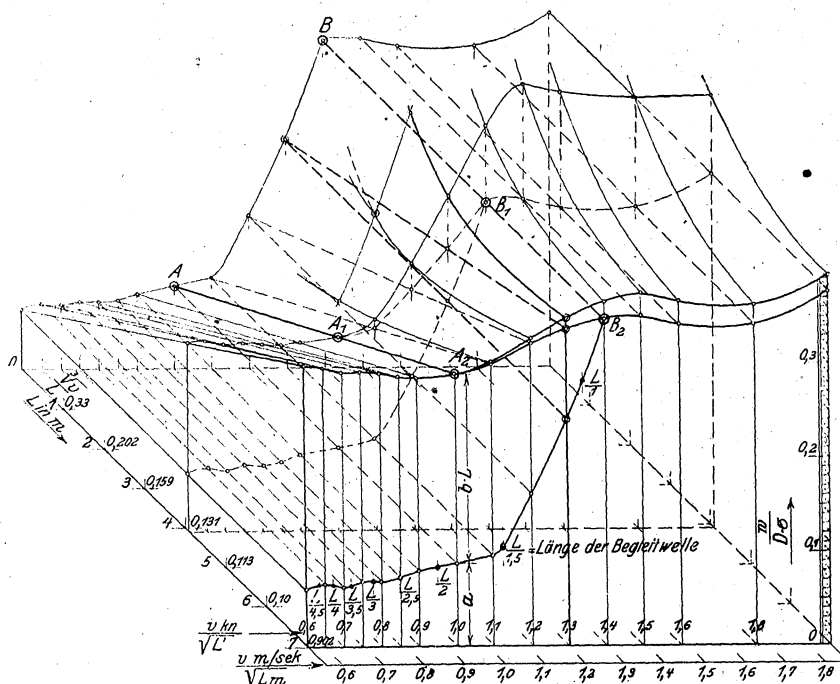 B
A
B₁
A₁
A₂
B₂
0
L in m
1 0,33
2 0,202
3 0,159
4 0,131
5 0,113
6 0,10
7 0,902
0,3
0,2
0,1
0
b·L
a
L/1
L/1,5 = Länge der Begleitwelle
L/4,5 L/4 L/3,5 L/3 L/2,5 L/2
w/D·σ
v kn/√L
0,6 0,7 0,8 0,9 1,0 1,1 1,2 1,3 1,4 1,5 1,6 1,8
v m/sek/√L m
0,6 0,7 0,8 0,9 1,0 1,1 1,2 1,3 1,4 1,5 1,6 1,7 1,8